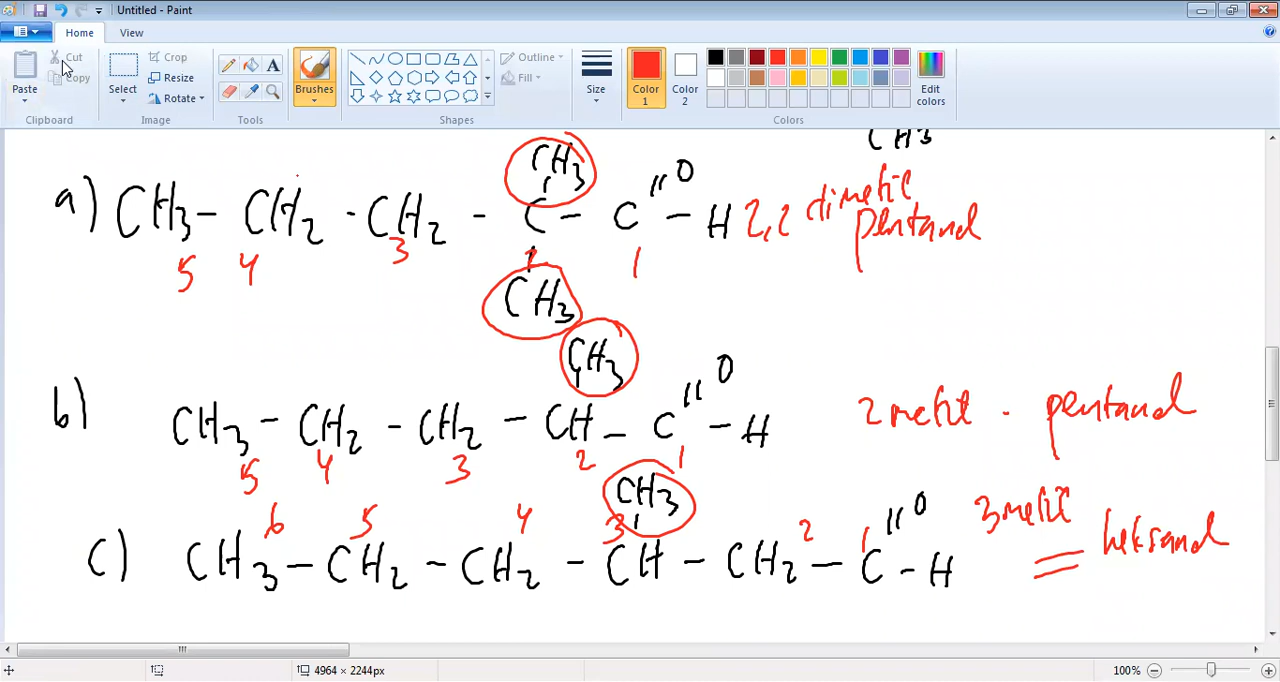 Untitled - Paint
Home View
Paste
Cut
Copy
Clipboard
Select
Crop
Resize
Rotate
Image
Tools
Brushes
Outline
Fill
Shapes
Size
Color 1
Color 2
Edit colors
Colors
CH3
CH3
a) CH3 - CH2 - CH2 - C - C = O - H 2,2 dimetil pentanal
5 4 3 2 1
CH3
CH3
b) CH3 - CH2 - CH2 - CH - C = O - H 2 metil - pentanal
5 4 3 2 1
CH3
6 5 4 3 2 1
c) CH3 - CH2 - CH2 - CH - CH2 - C = O - H 3 metil heksanal
4964 × 2244px
100%